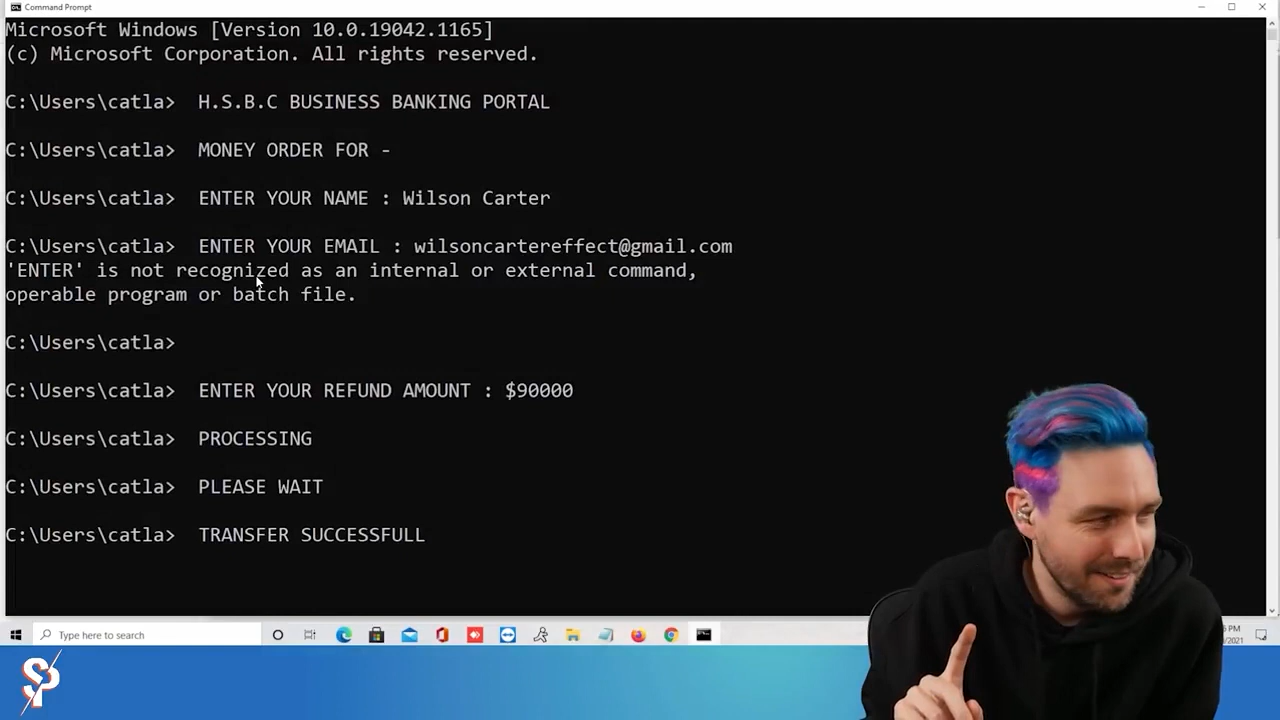 Command Prompt
Microsoft Windows [Version 10.0.19042.1165]
(c) Microsoft Corporation. All rights reserved.
C:\Users\catla>  H.S.B.C BUSINESS BANKING PORTAL
C:\Users\catla>  MONEY ORDER FOR -
C:\Users\catla>  ENTER YOUR NAME : Wilson Carter
C:\Users\catla>  ENTER YOUR EMAIL : wilsoncartereffect@gmail.com
'ENTER' is not recognized as an internal or external command,
operable program or batch file.
C:\Users\catla>
C:\Users\catla>  ENTER YOUR REFUND AMOUNT : $90000
C:\Users\catla>  PROCESSING
C:\Users\catla>  PLEASE WAIT
C:\Users\catla>  TRANSFER SUCCESSFULL
Type here to search
PM
/2021
SP